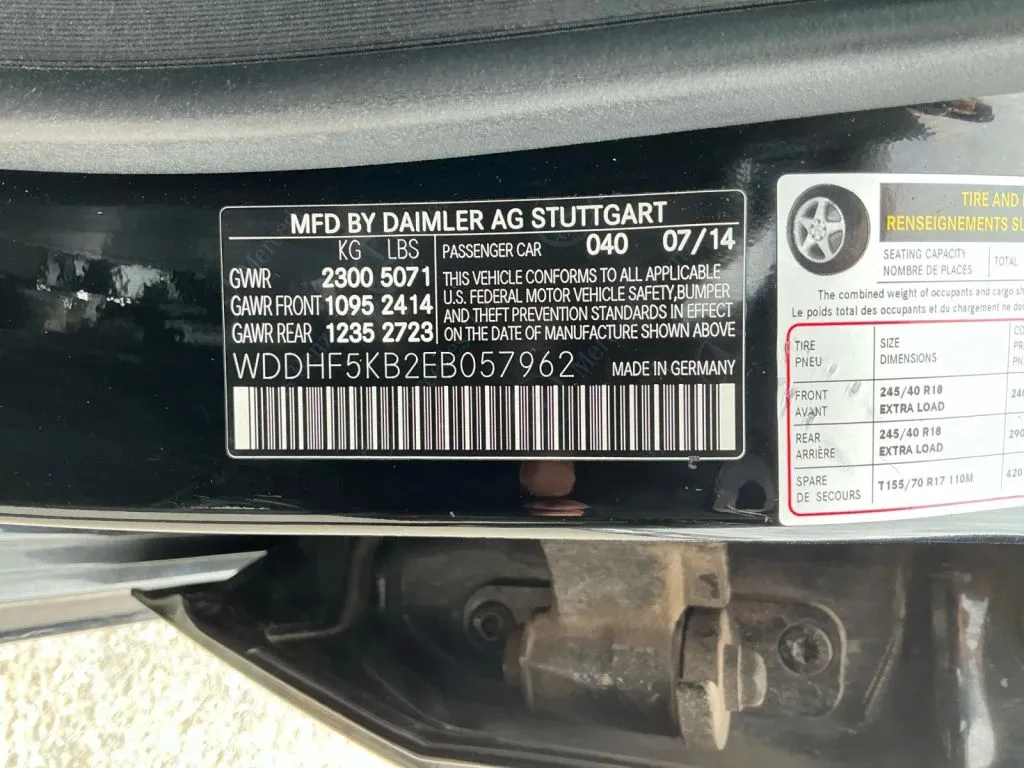 MFD BY DAIMLER AG STUTTGART
KG LBS
GVWR 2300 5071
GAWR FRONT 1095 2414
GAWR REAR 1235 2723
PASSENGER CAR 040 07/14
THIS VEHICLE CONFORMS TO ALL APPLICABLE
U.S. FEDERAL MOTOR VEHICLE SAFETY,BUMPER
AND THEFT PREVENTION STANDARDS IN EFFECT
ON THE DATE OF MANUFACTURE SHOWN ABOVE
WDDHF5KB2EB057962 MADE IN GERMANY
TIRE AND
RENSEIGNEMENTS
SEATING CAPACITY
NOMBRE DE PLACES
TOTAL
The combined weight of occupants and cargo
Le poids total des occupants et du chargement ne
TIRE
PNEU
SIZE
DIMENSIONS
FRONT
AVANT
245/40 R18
EXTRA LOAD
REAR
ARRIÈRE
245/40 R18
EXTRA LOAD
290
SPARE
DE SECOURS
T155/70 R17 110M
420